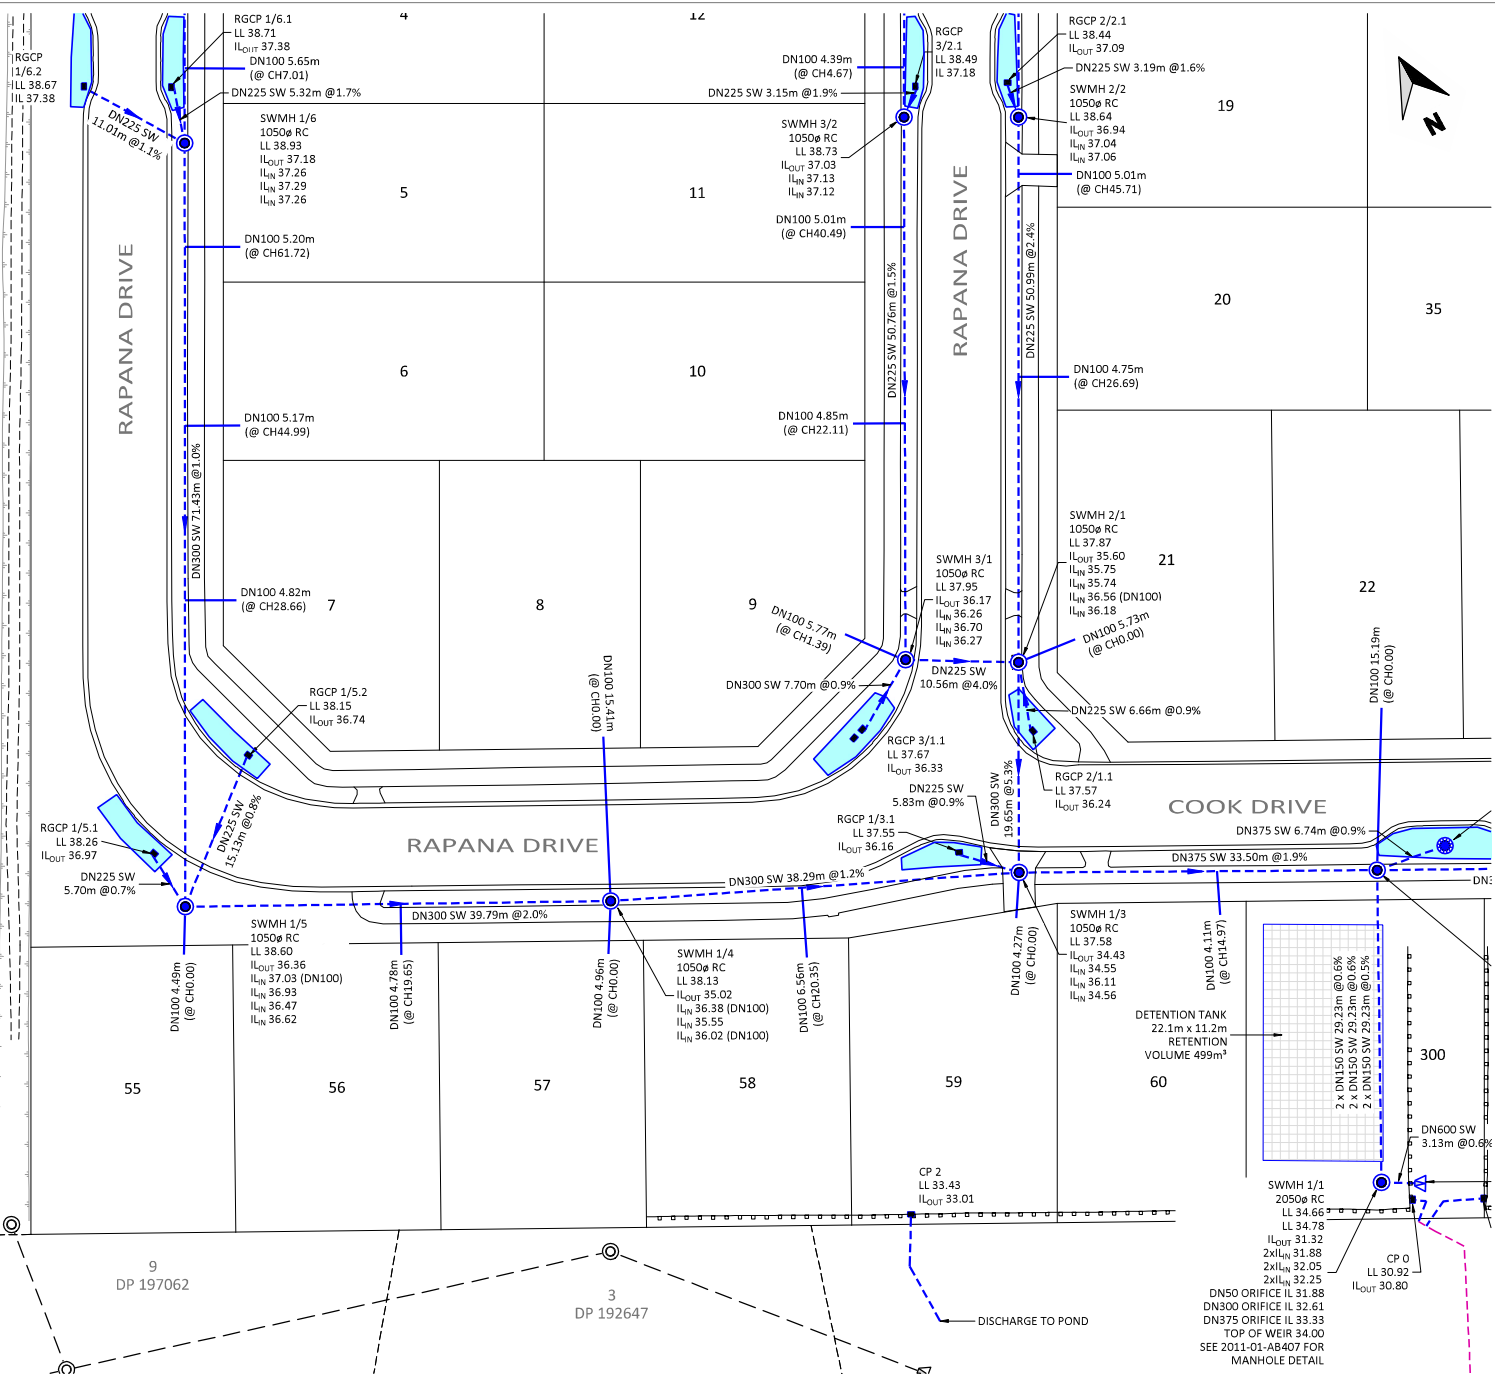 4
12
RGCP 1/6.1
LL 38.71
ILOUT 37.38
DN100 5.65m
(@ CH7.01)
DN225 SW 5.32m @1.7%
RGCP
1/6.2
LL 38.67
IL 37.38
DN225 SW
11.01m @1.1%
SWMH 1/6
1050ø RC
LL 38.93
ILOUT 37.18
ILIN 37.26
ILIN 37.29
ILIN 37.26
DN100 4.39m
(@ CH4.67)
DN225 SW 3.15m @1.9%
RGCP
3/2.1
LL 38.49
IL 37.18
SWMH 3/2
1050ø RC
LL 38.73
ILOUT 37.03
ILIN 37.13
ILIN 37.12
RGCP 2/2.1
LL 38.44
ILOUT 37.09
DN225 SW 3.19m @1.6%
SWMH 2/2
1050ø RC
LL 38.64
ILOUT 36.94
ILIN 37.04
ILIN 37.06
DN100 5.01m
(@ CH45.71)
19
N
5
11
DN100 5.20m
(@ CH61.72)
DN100 5.01m
(@ CH40.49)
RAPANA DRIVE
RAPANA DRIVE
DN225 SW 50.76m @1.5%
DN225 SW 50.99m @2.4%
20
35
6
10
DN100 4.75m
(@ CH26.69)
DN100 5.17m
(@ CH44.99)
DN100 4.85m
(@ CH22.11)
DN300 SW 71.43m @1.0%
DN100 4.82m
(@ CH28.66)
7
8
9
SWMH 3/1
1050ø RC
LL 37.95
ILOUT 36.17
ILIN 36.26
ILIN 36.70
ILIN 36.27
SWMH 2/1
1050ø RC
LL 37.87
ILOUT 35.60
ILIN 35.75
ILIN 35.74
ILIN 36.56 (DN100)
ILIN 36.18
21
22
DN100 5.77m
(@ CH1.39)
DN100 5.73m
(@ CH0.00)
DN225 SW
10.56m @4.0%
DN300 SW 7.70m @0.9%
DN225 SW 6.66m @0.9%
DN100 15.41m
(@ CH0.00)
DN100 15.19m
(@ CH0.00)
RGCP 1/5.2
LL 38.15
ILOUT 36.74
RGCP 3/1.1
LL 37.67
ILOUT 36.33
RGCP 2/1.1
LL 37.57
ILOUT 36.24
DN225 SW
5.83m @0.9%
DN300 SW
19.65m @5.3%
COOK DRIVE
RAPANA DRIVE
DN225 SW
15.13m @0.8%
RGCP 1/5.1
LL 38.26
ILOUT 36.97
DN225 SW
5.70m @0.7%
RGCP 1/3.1
LL 37.55
ILOUT 36.16
DN375 SW 6.74m @0.9%
DN375 SW 33.50m @1.9%
DN300 SW 38.29m @1.2%
DN300 SW 39.79m @2.0%
DN3
SWMH 1/5
1050ø RC
LL 38.60
ILOUT 36.36
ILIN 37.03 (DN100)
ILIN 36.93
ILIN 36.47
ILIN 36.62
DN100 4.49m
(@ CH0.00)
DN100 4.78m
(@ CH19.65)
DN100 4.96m
(@ CH0.00)
SWMH 1/4
1050ø RC
LL 38.13
ILOUT 35.02
ILIN 36.38 (DN100)
ILIN 35.55
ILIN 36.02 (DN100)
DN100 6.56m
(@ CH20.35)
DN100 4.27m
(@ CH0.00)
SWMH 1/3
1050ø RC
LL 37.58
ILOUT 34.43
ILIN 34.55
ILIN 36.11
ILIN 34.56
DN100 4.11m
(@ CH14.97)
DETENTION TANK
22.1m x 11.2m
RETENTION
VOLUME 499m³
2 x DN150 SW 29.23m @0.6%
2 x DN150 SW 29.23m @0.6%
2 x DN150 SW 29.23m @0.5%
300
55
56
57
58
59
60
DN600 SW
3.13m @0.6%
CP 2
LL 33.43
ILOUT 33.01
SWMH 1/1
2050ø RC
LL 34.66
LL 34.78
ILOUT 31.32
2xILIN 31.88
2xILIN 32.05
2xILIN 32.25
DN50 ORIFICE IL 31.88
DN300 ORIFICE IL 32.61
DN375 ORIFICE IL 33.33
TOP OF WEIR 34.00
SEE 2011-01-AB407 FOR
MANHOLE DETAIL
CP 0
LL 30.92
ILOUT 30.80
9
DP 197062
3
DP 192647
DISCHARGE TO POND